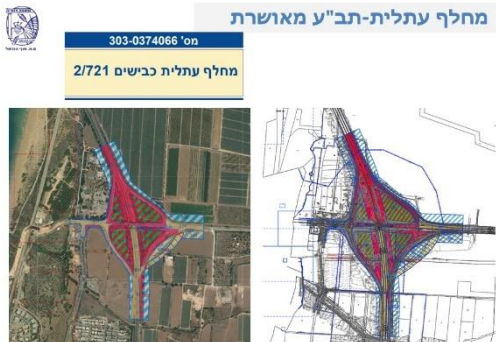 מחלף עתלית-תב"ע מאושרת
מס' 303-0374066
מחלף עתלית כבישים 2/721